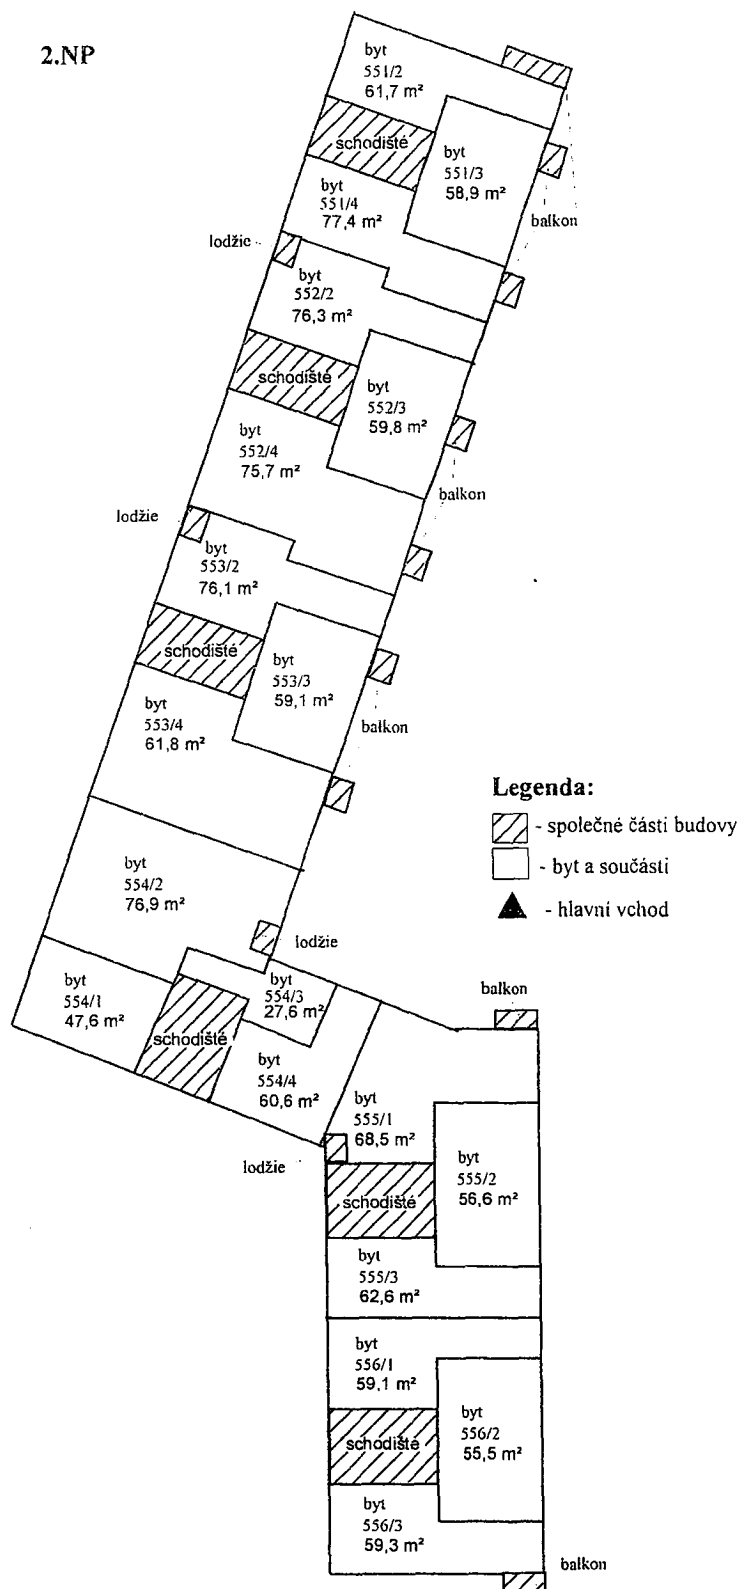 2.NP
byt
551/2
61,7 m²
schodiště
byt
551/3
58,9 m²
byt
551/4
77,4 m²
balkon
lodžie
byt
552/2
76,3 m²
schodiště
byt
552/3
59,8 m²
byt
552/4
75,7 m²
balkon
lodžie
byt
553/2
76,1 m²
schodiště
byt
553/3
59,1 m²
byt
553/4
61,8 m²
balkon
Legenda:
- společné části budovy
- byt a součásti
- hlavní vchod
byt
554/2
76,9 m²
lodžie
byt
554/1
47,6 m²
byt
554/3
27,6 m²
schodiště
byt
554/4
60,6 m²
balkon
byt
555/1
68,5 m²
lodžie
byt
555/2
56,6 m²
schodiště
byt
555/3
62,6 m²
byt
556/1
59,1 m²
byt
556/2
55,5 m²
schodiště
byt
556/3
59,3 m²
balkon